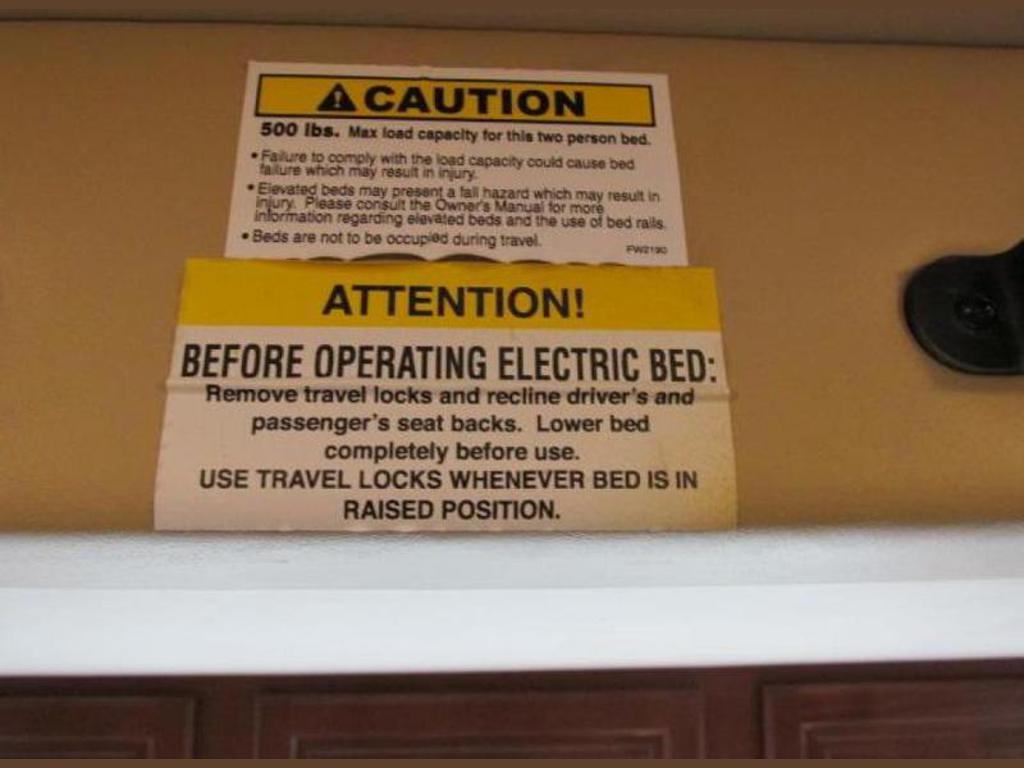 CAUTION
500 lbs. Max load capacity for this two person bed.
• Failure to comply with the load capacity could cause bed
failure which may result in injury.
• Elevated beds may present a fall hazard which may result in
injury. Please consult the Owner's Manual for more
information regarding elevated beds and the use of bed rails.
• Beds are not to be occupied during travel.
FW2190
ATTENTION!
BEFORE OPERATING ELECTRIC BED:
Remove travel locks and recline driver's and
passenger's seat backs. Lower bed
completely before use.
USE TRAVEL LOCKS WHENEVER BED IS IN
RAISED POSITION.